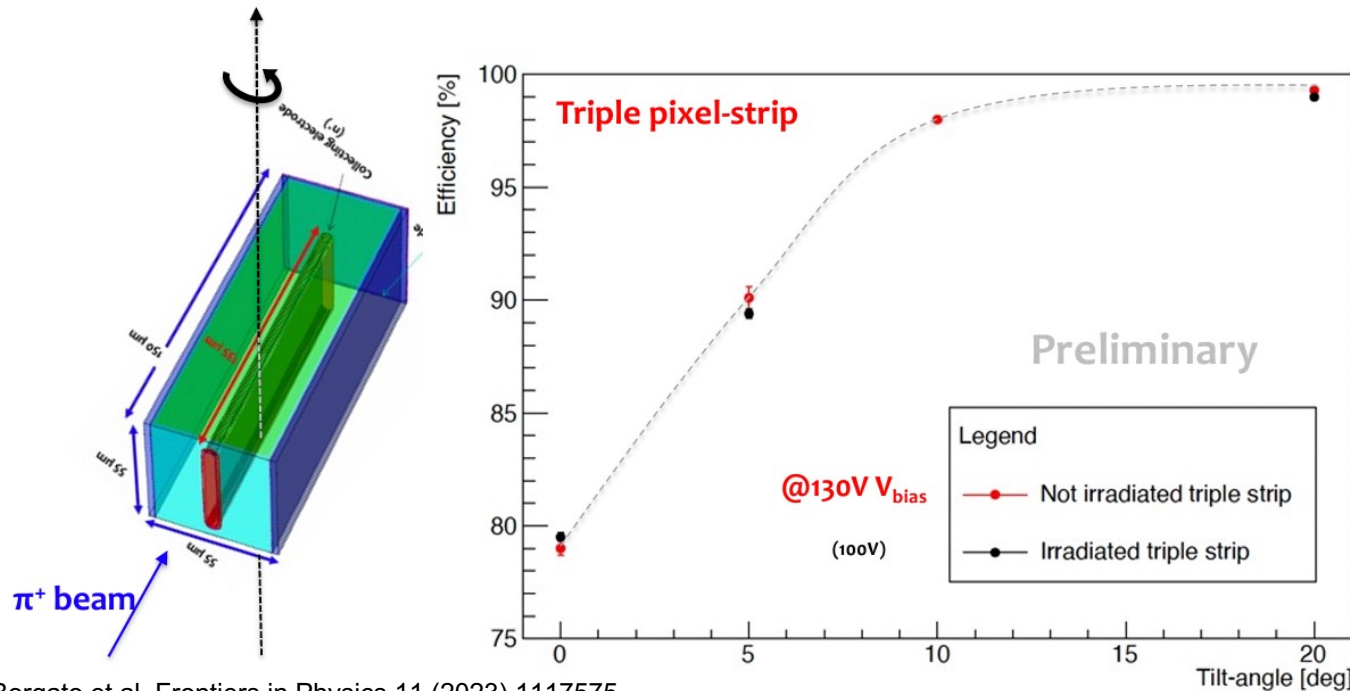 Collecting electrode
(n⁺)
150 μm
135 μm
55 μm
55 μm
π⁺ beam
Triple pixel-strip
Efficiency [%]
100
95
90
85
80
75
Preliminary
@130V Vbias
(100V)
Legend
Not irradiated triple strip
Irradiated triple strip
0
5
10
15
20
Tilt-angle [deg]